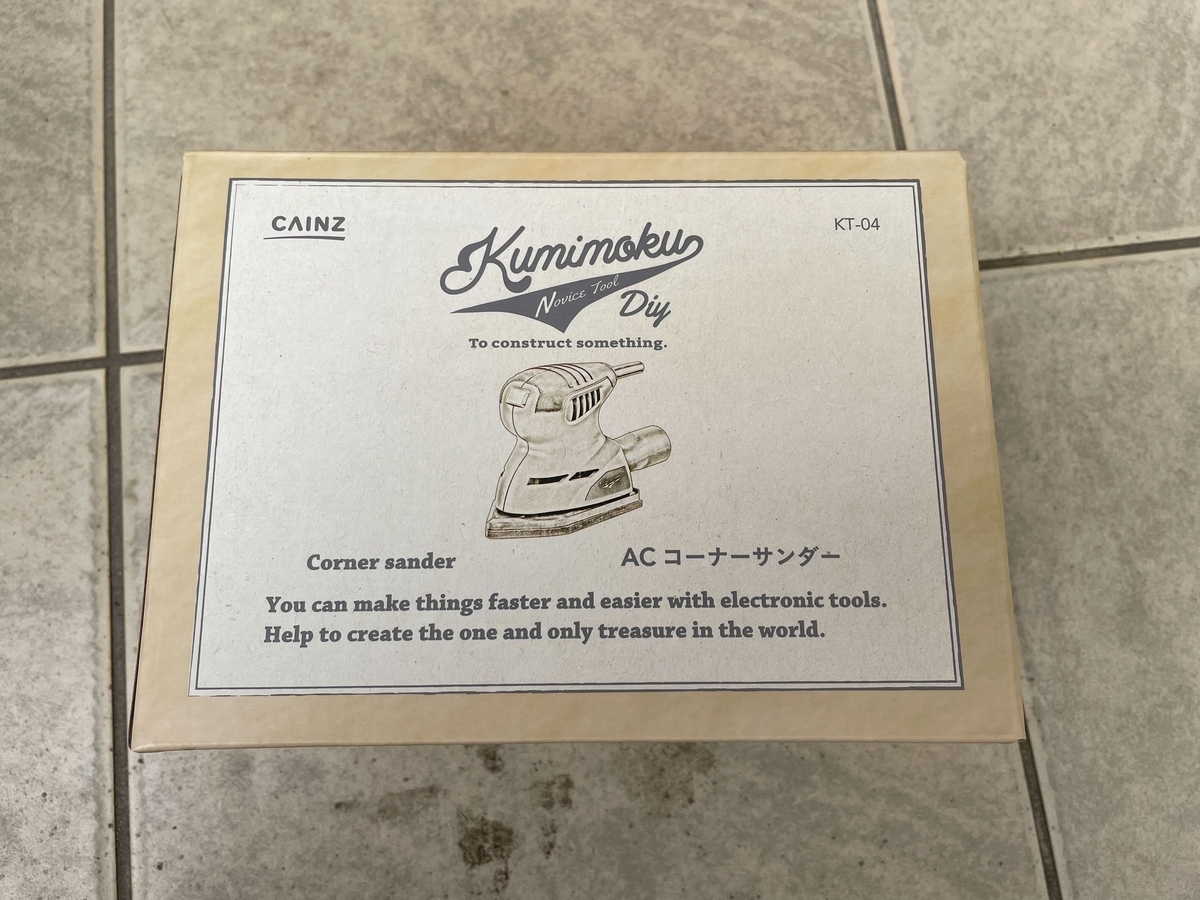 CAINZ
KT-04
Kumimoku
Novice Tool
Diy
To construct something.
Corner sander
AC コーナーサンダー
You can make things faster and easier with electronic tools.
Help to create the one and only treasure in the world.